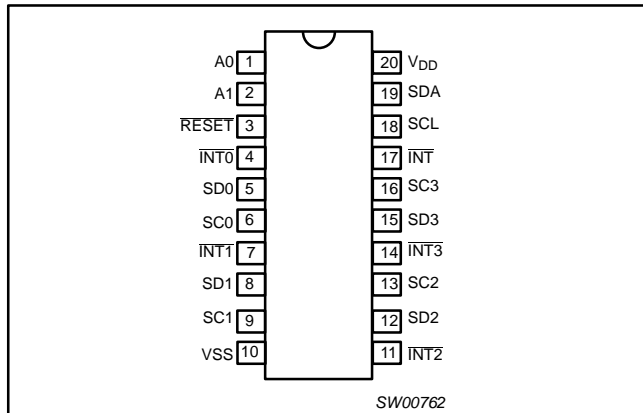 A0 1 20 VDD
A1 2 19 SDA
RESET 3 18 SCL
INT0 4 17 INT
SD0 5 16 SC3
SC0 6 15 SD3
INT1 7 14 INT3
SD1 8 13 SC2
SC1 9 12 SD2
VSS 10 11 INT2
SW00762